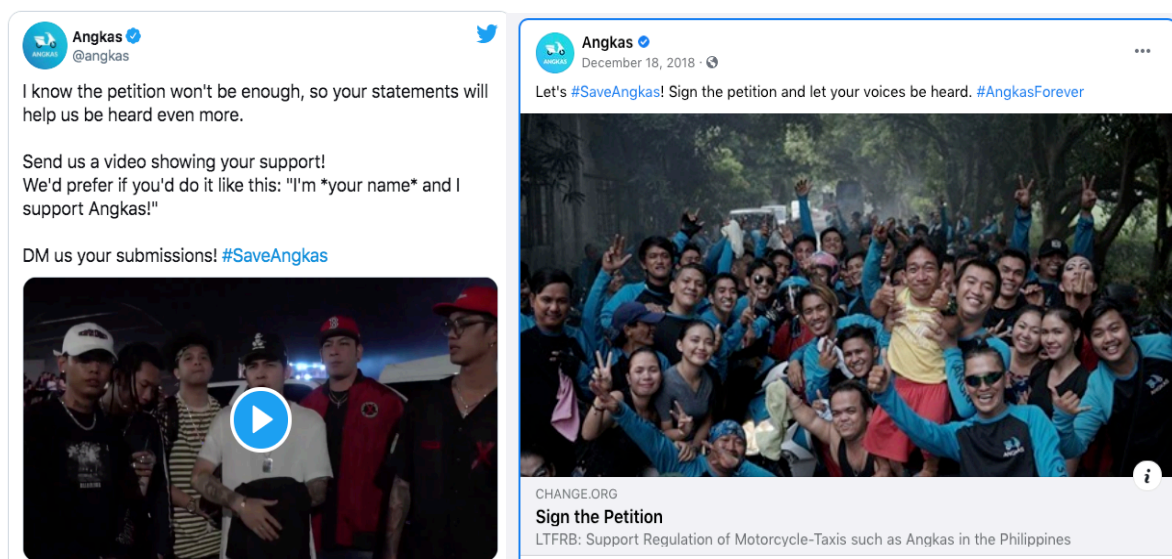 Angkas
@angkas
I know the petition won't be enough, so your statements will
help us be heard even more.
Send us a video showing your support!
We'd prefer if you'd do it like this: "I'm *your name* and I
support Angkas!"
DM us your submissions! #SaveAngkas
ANGKAS
Angkas
December 18, 2018 ·
Let's #SaveAngkas! Sign the petition and let your voices be heard. #AngkasForever
ANGKAS
ANGKAS
CHANGE.ORG
Sign the Petition
LTFRB: Support Regulation of Motorcycle-Taxis such as Angkas in the Philippines